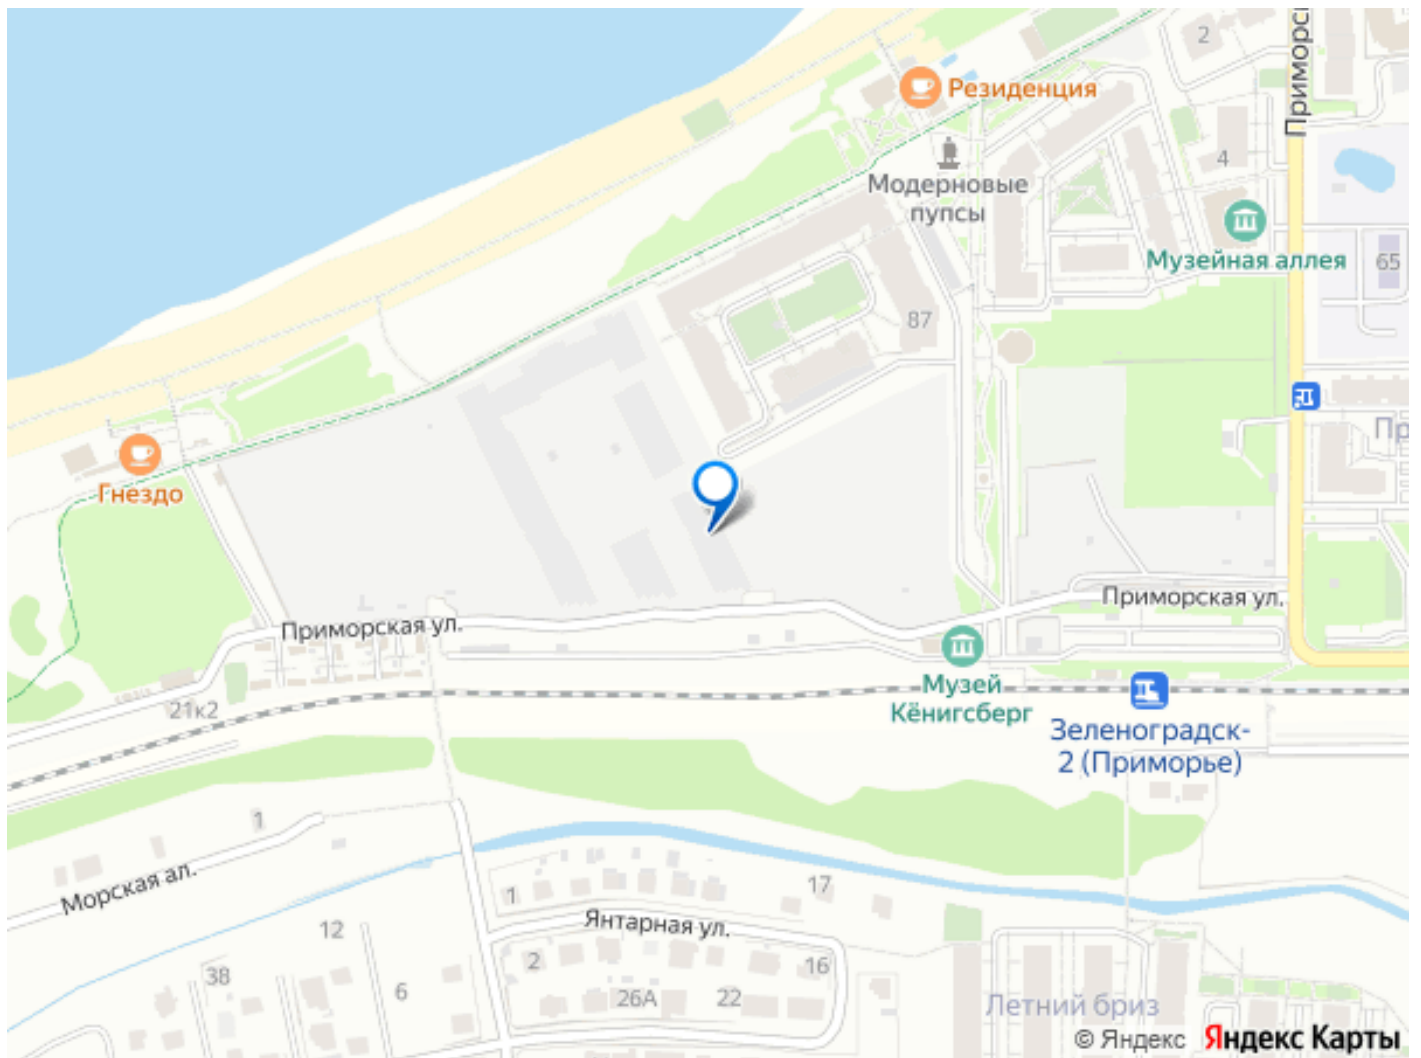 Приморс
2
Резиденция
4
Модерновые
пупсы
Музейная аллея
65
87
Пр
Гнездо
Приморская ул.
Приморская ул.
Музей
Кёнигсберг
21к2
Зеленоградск-
2 (Приморье)
1
Морская ал.
1
17
Янтарная ул.
12
2
16
38
6
26А
22
Летний бриз
© Яндекс Яндекс Карты